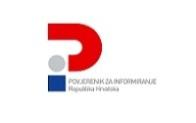 POVJERENIK ZA INFORMIRANJE
Republika Hrvatska